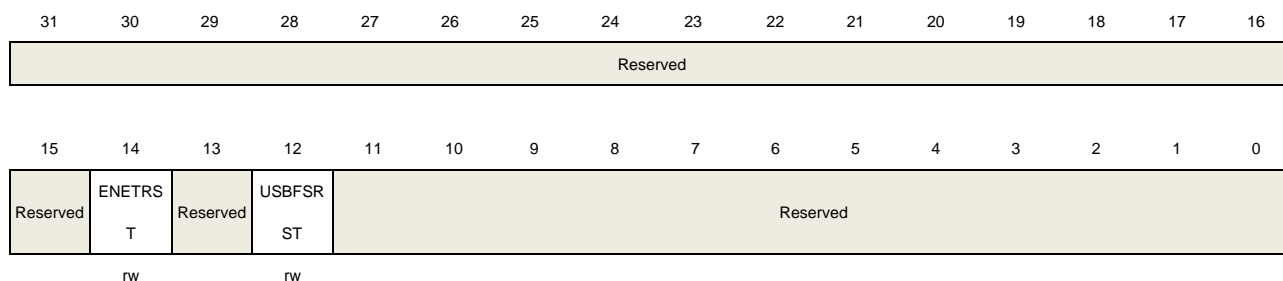 31 30 29 28 27 26 25 24 23 22 21 20 19 18 17 16
Reserved
15 14 13 12 11 10 9 8 7 6 5 4 3 2 1 0
Reserved ENETRS Reserved USBFSR Reserved
T ST
rw rw